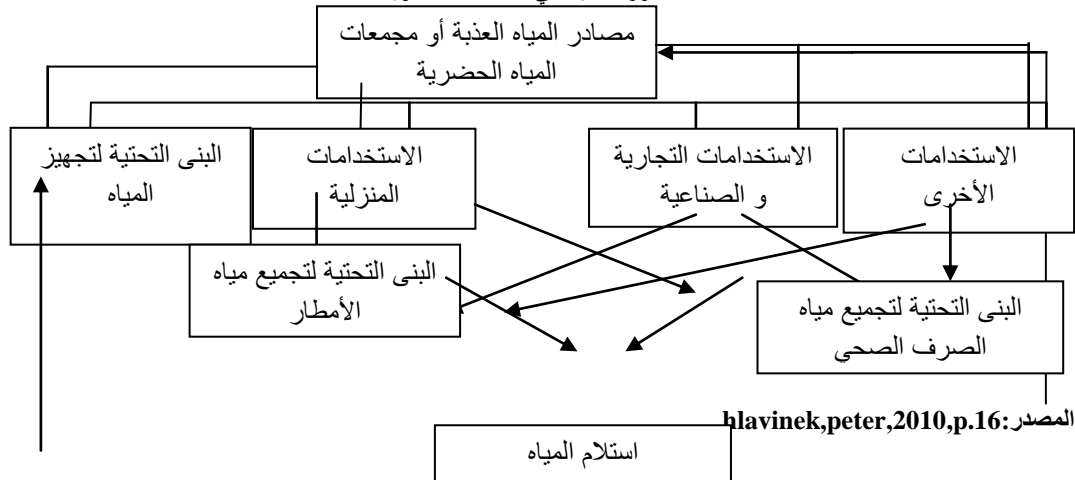 مصادر المياه العذبة أو مجمعات
المياه الحضرية
الاستخدامات
الأخرى
الاستخدامات التجارية
و الصناعية
الاستخدامات
المنزلية
البنى التحتية لتجهيز
المياه
البنى التحتية لتجميع مياه
الأمطار
البنى التحتية لتجميع مياه
الصرف الصحي
المصدر:hlavinek,peter,2010,p.16
استلام المياه